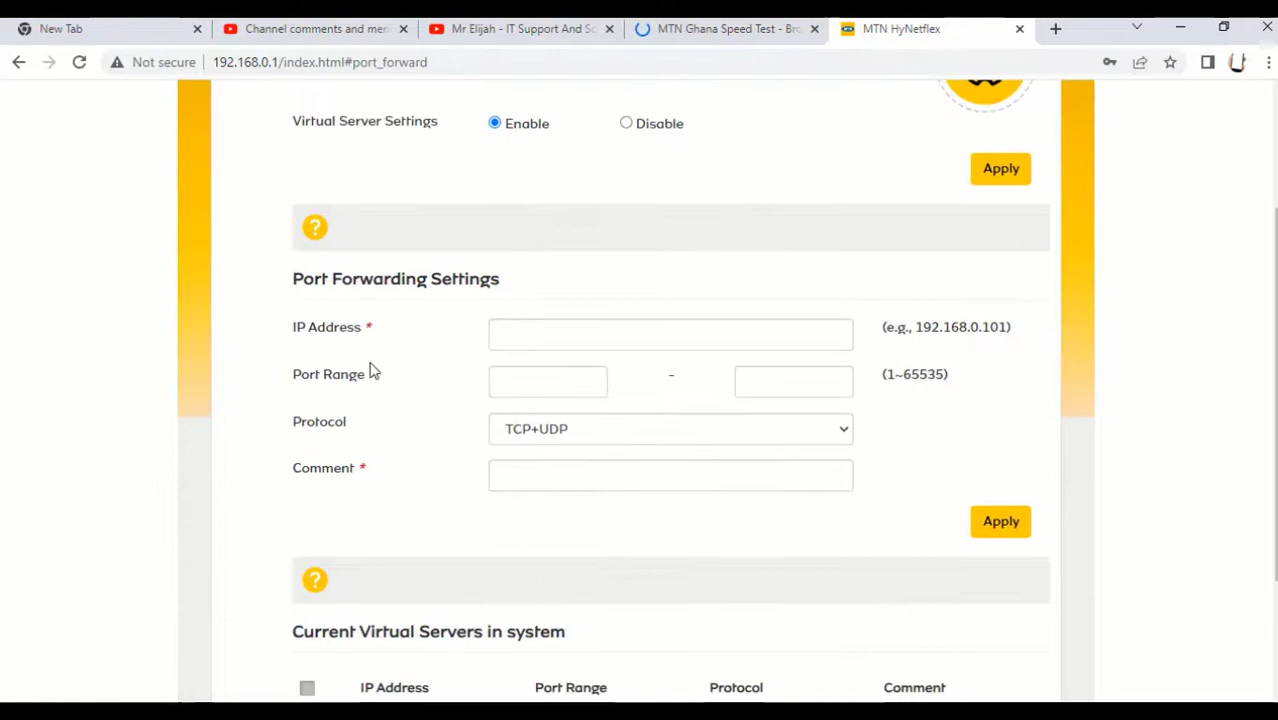 New Tab
Channel comments and men
Mr Elijah - IT Support And So
MTN Ghana Speed Test - Bro
MTN HyNetflex
Not secure 192.168.0.1/index.html#port_forward
Virtual Server Settings Enable Disable
Apply
?
Port Forwarding Settings
IP Address * (e.g., 192.168.0.101)
Port Range - (1~65535)
Protocol TCP+UDP
Comment *
Apply
?
Current Virtual Servers in system
IP Address Port Range Protocol Comment